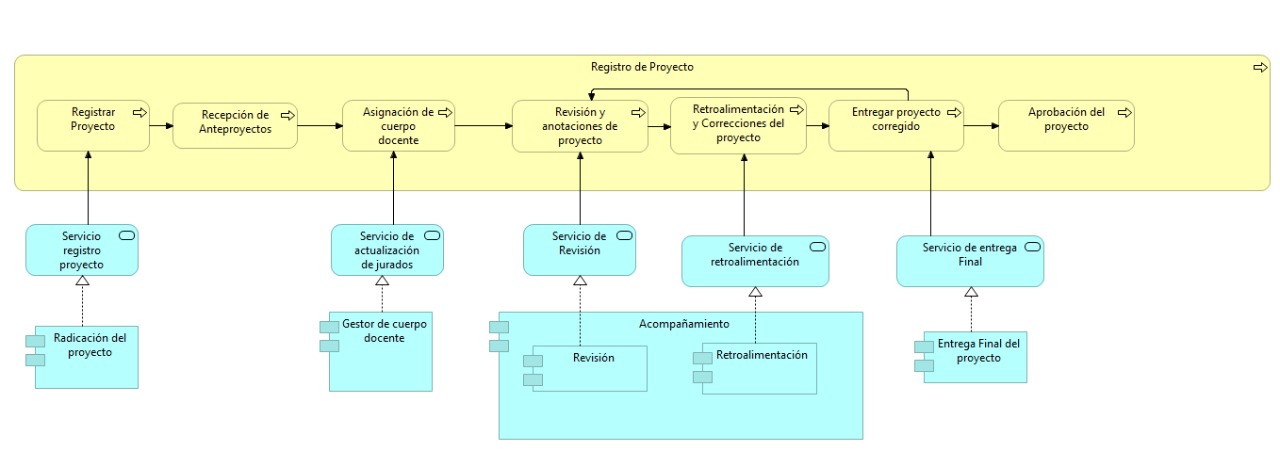 Registro de Proyecto
Registrar
Proyecto
Recepción de
Anteproyectos
Asignación de
cuerpo
docente
Revisión y
anotaciones de
proyecto
Retroalimentación
y Correcciones del
proyecto
Entregar proyecto
corregido
Aprobación del
proyecto
Servicio
registro
proyecto
Servicio de
actualización
de jurados
Servicio de
Revisión
Servicio de
retroalimentación
Servicio de entrega
Final
Radicación del
proyecto
Gestor de cuerpo
docente
Acompañamiento
Revisión
Retroalimentación
Entrega Final del
proyecto